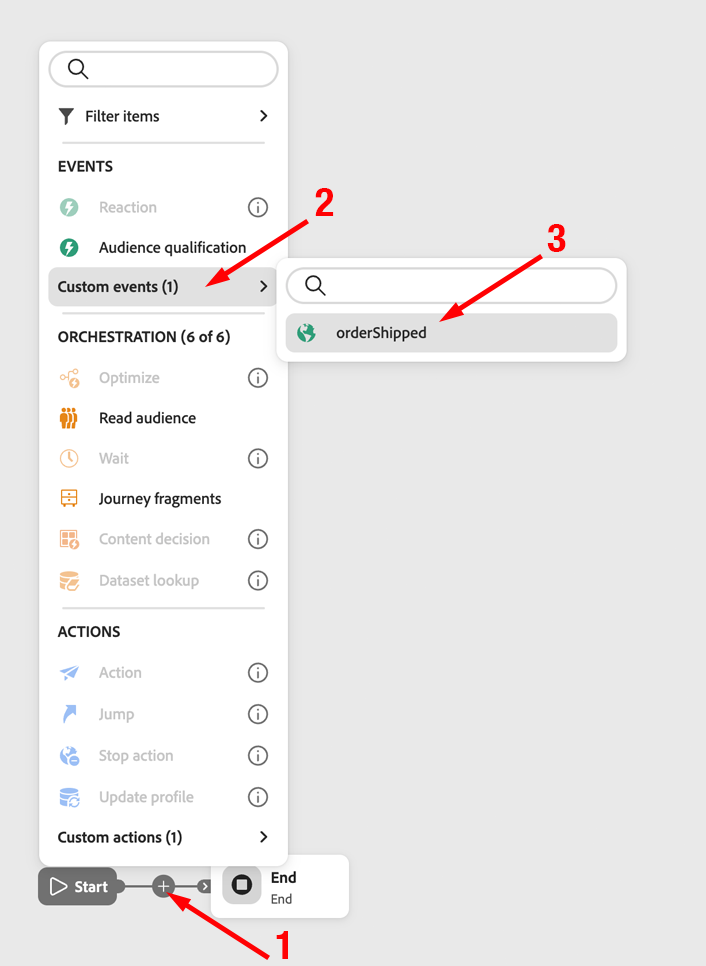 Filter items
EVENTS
Reaction
2
Audience qualification
3
Custom events (1)
orderShipped
ORCHESTRATION (6 of 6)
Optimize
Read audience
Wait
Journey fragments
Content decision
Dataset lookup
ACTIONS
Action
Jump
Stop action
Update profile
Custom actions (1)
Start
End
End
1